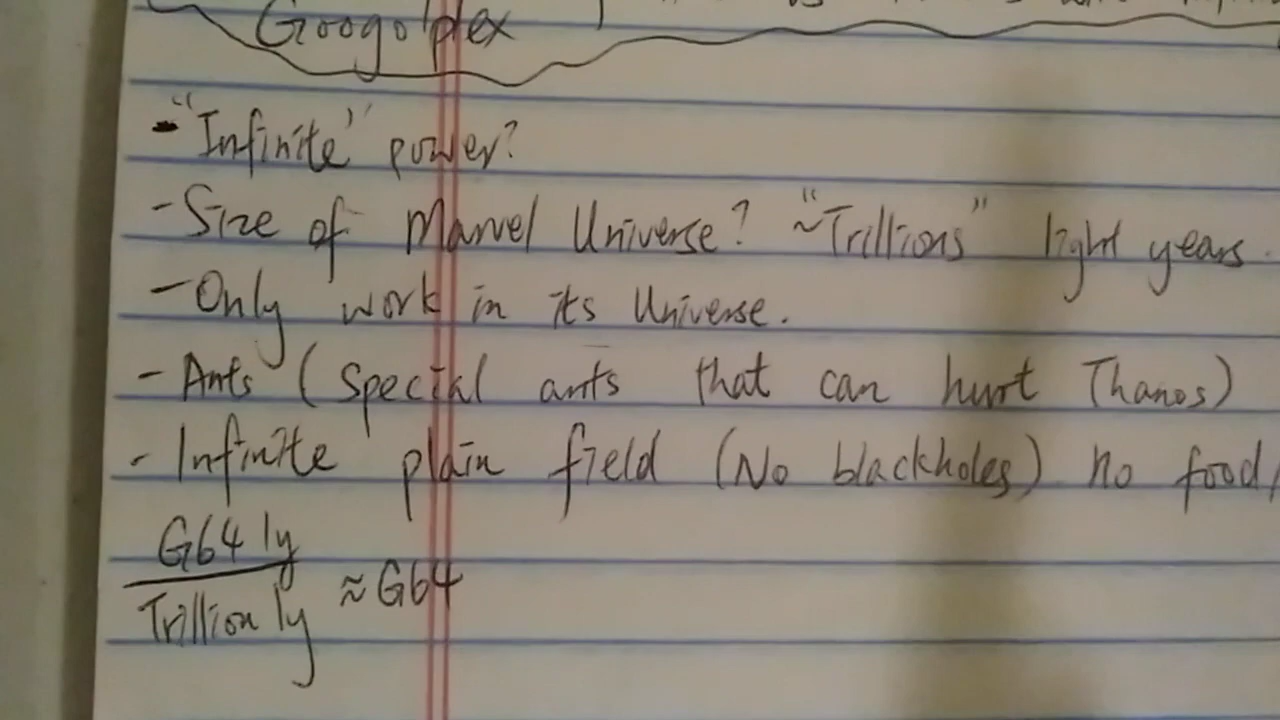 Googolplex
- "Infinite" power?
- Size of Marvel Universe? ~"Trillions" light years.
- Only work in its Universe.
- Ants (Special ants that can hurt Thanos)
- Infinite plain field (No blackholes) no food,
G64 ly
Trillion ly
≈ G64